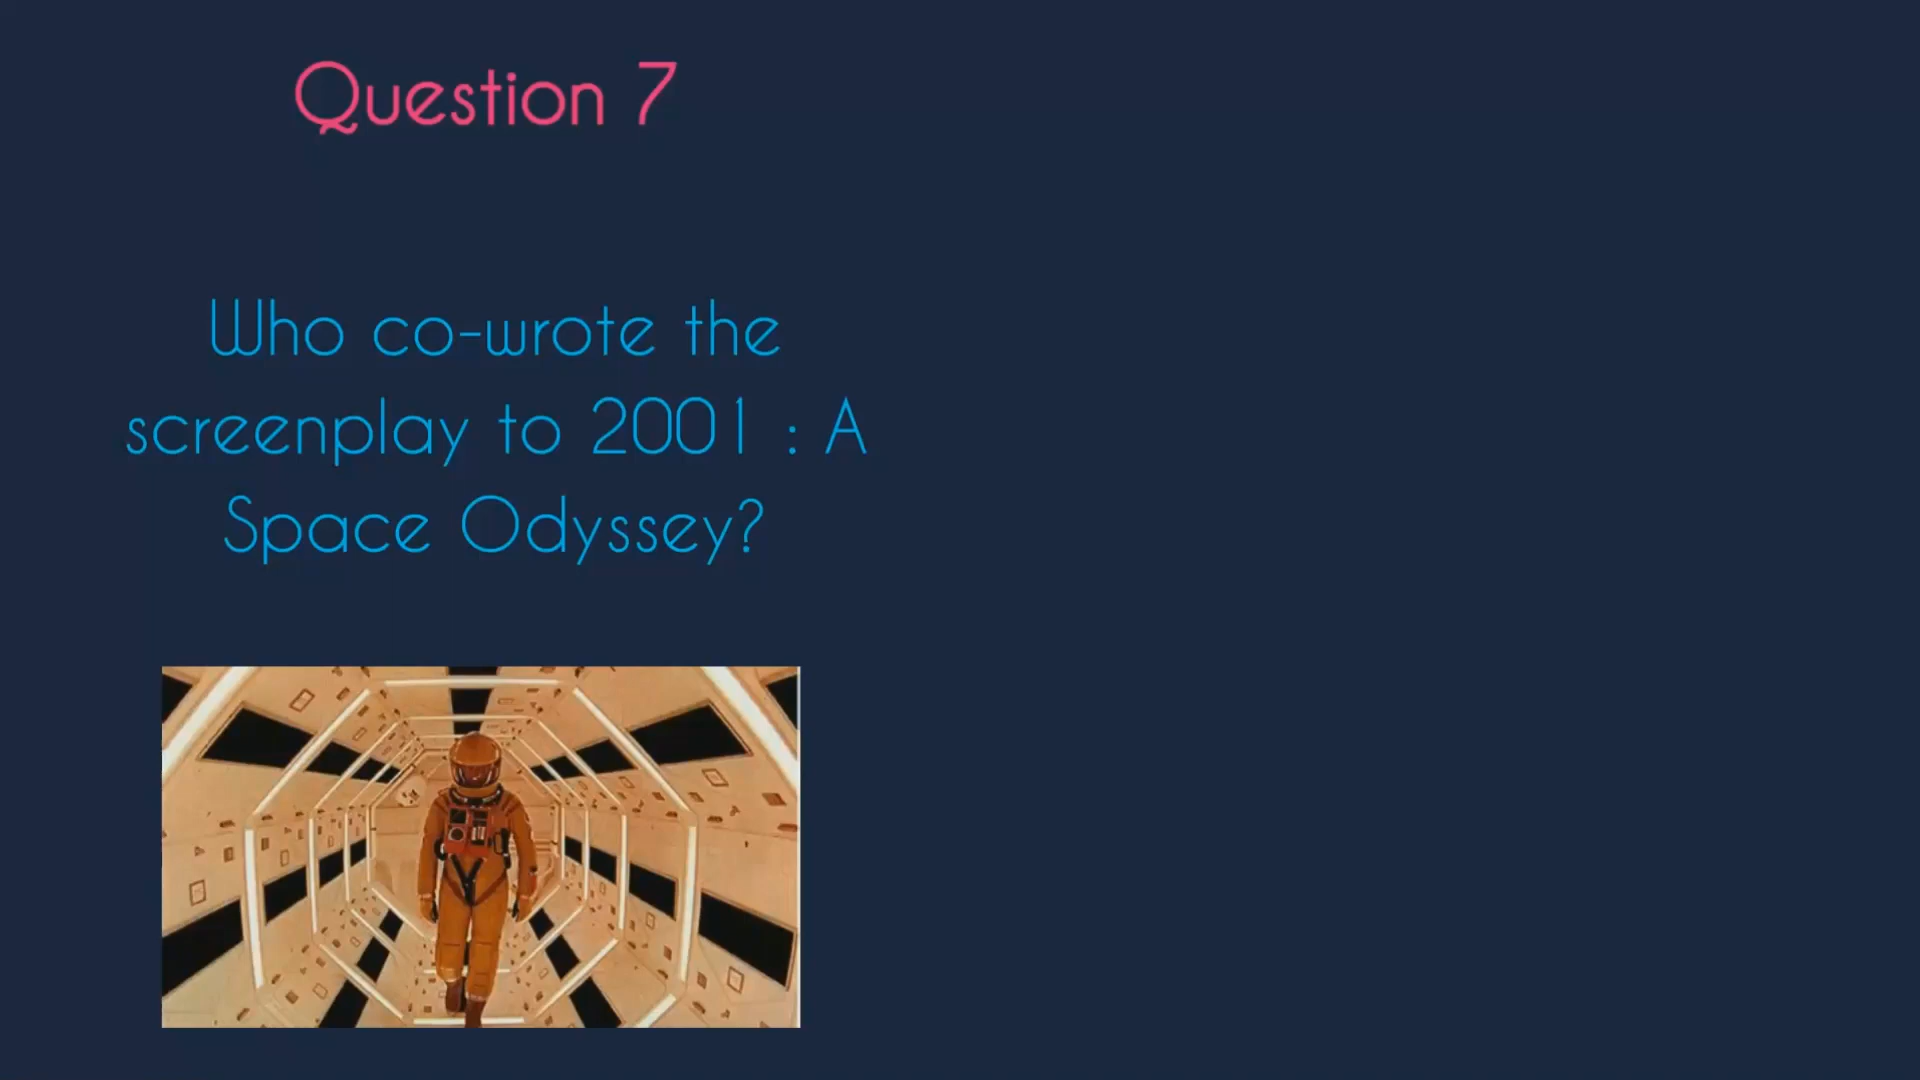 Question 7
Who co-wrote the
screenplay to 2001 : A
Space Odyssey?